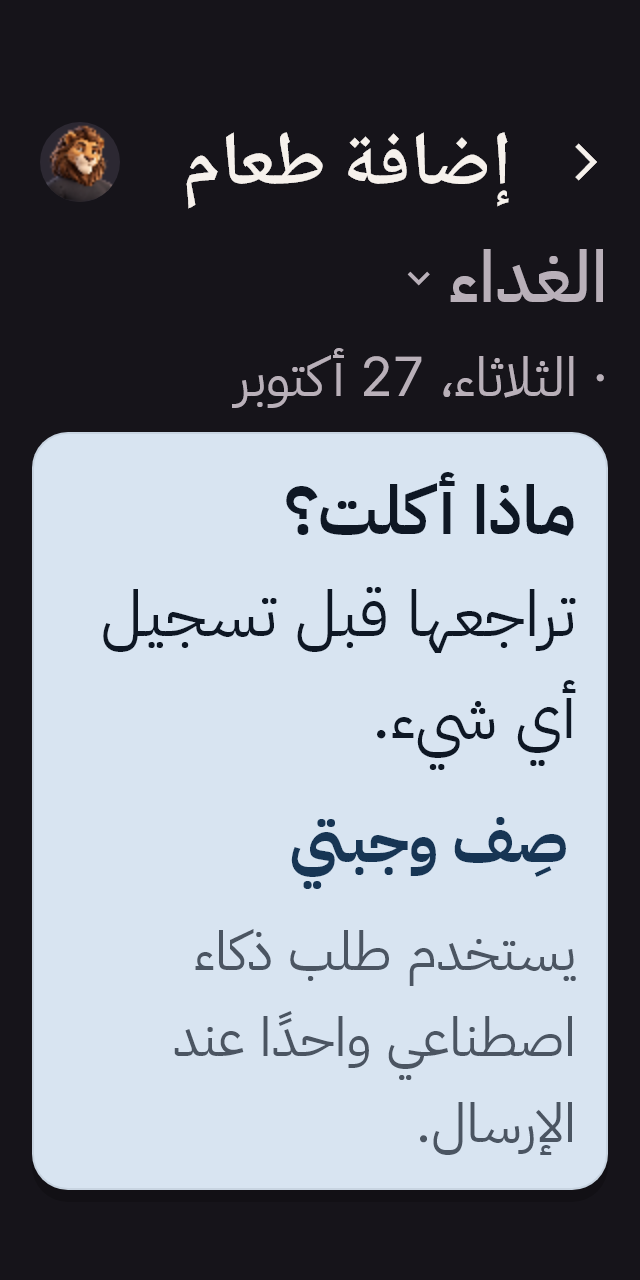 إضافة طعام
الغداء
· الثلاثاء، 27 أكتوبر
ماذا أكلت؟
تراجعها قبل تسجيل
أي شيء.
صِف وجبتي
يستخدم طلب ذكاء
اصطناعي واحدًا عند
الإرسال.